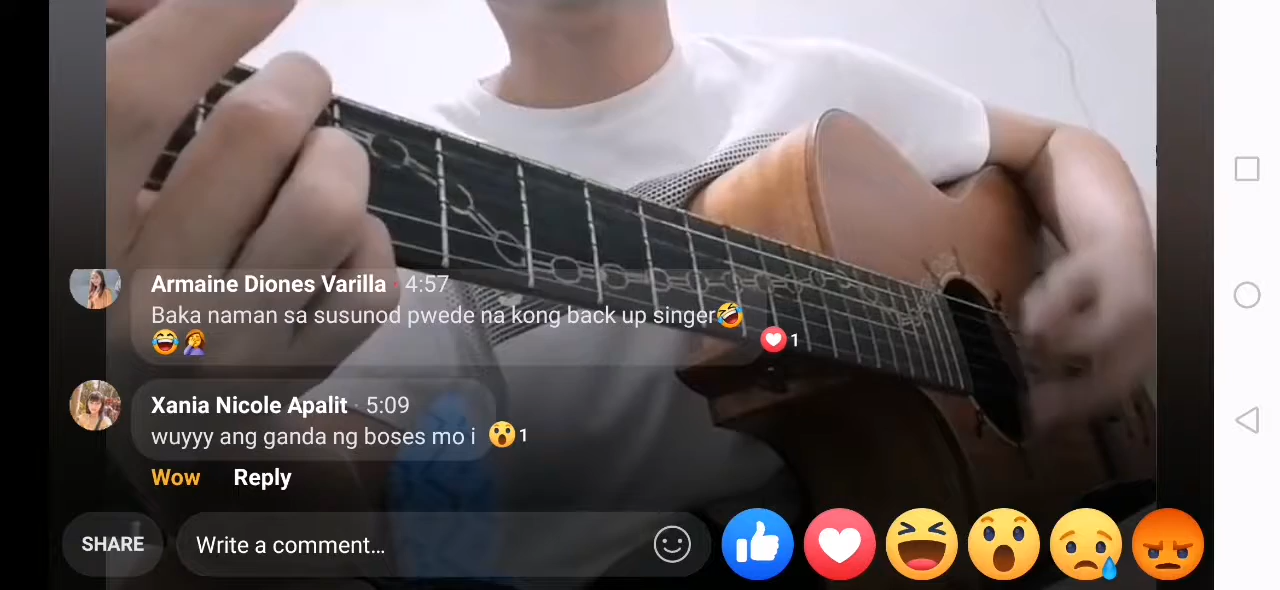 Armaine Diones Varilla · 4:57
Baka naman sa susunod pwede na kong back up singer🤣
😂🤦
1
Xania Nicole Apalit · 5:09
wuyyy ang ganda ng boses mo i 1
Wow Reply
SHARE Write a comment...